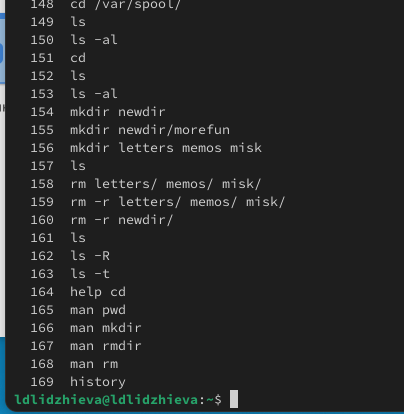 148 cd /var/spool/
149 ls
150 ls -al
151 cd
152 ls
153 ls -al
154 mkdir newdir
155 mkdir newdir/morefun
156 mkdir letters memos misk
157 ls
158 rm letters/ memos/ misk/
159 rm -r letters/ memos/ misk/
160 rm -r newdir/
161 ls
162 ls -R
163 ls -t
164 help cd
165 man pwd
166 man mkdir
167 man rmdir
168 man rm
169 history
ldlidzhieva@ldlidzhieva:~$